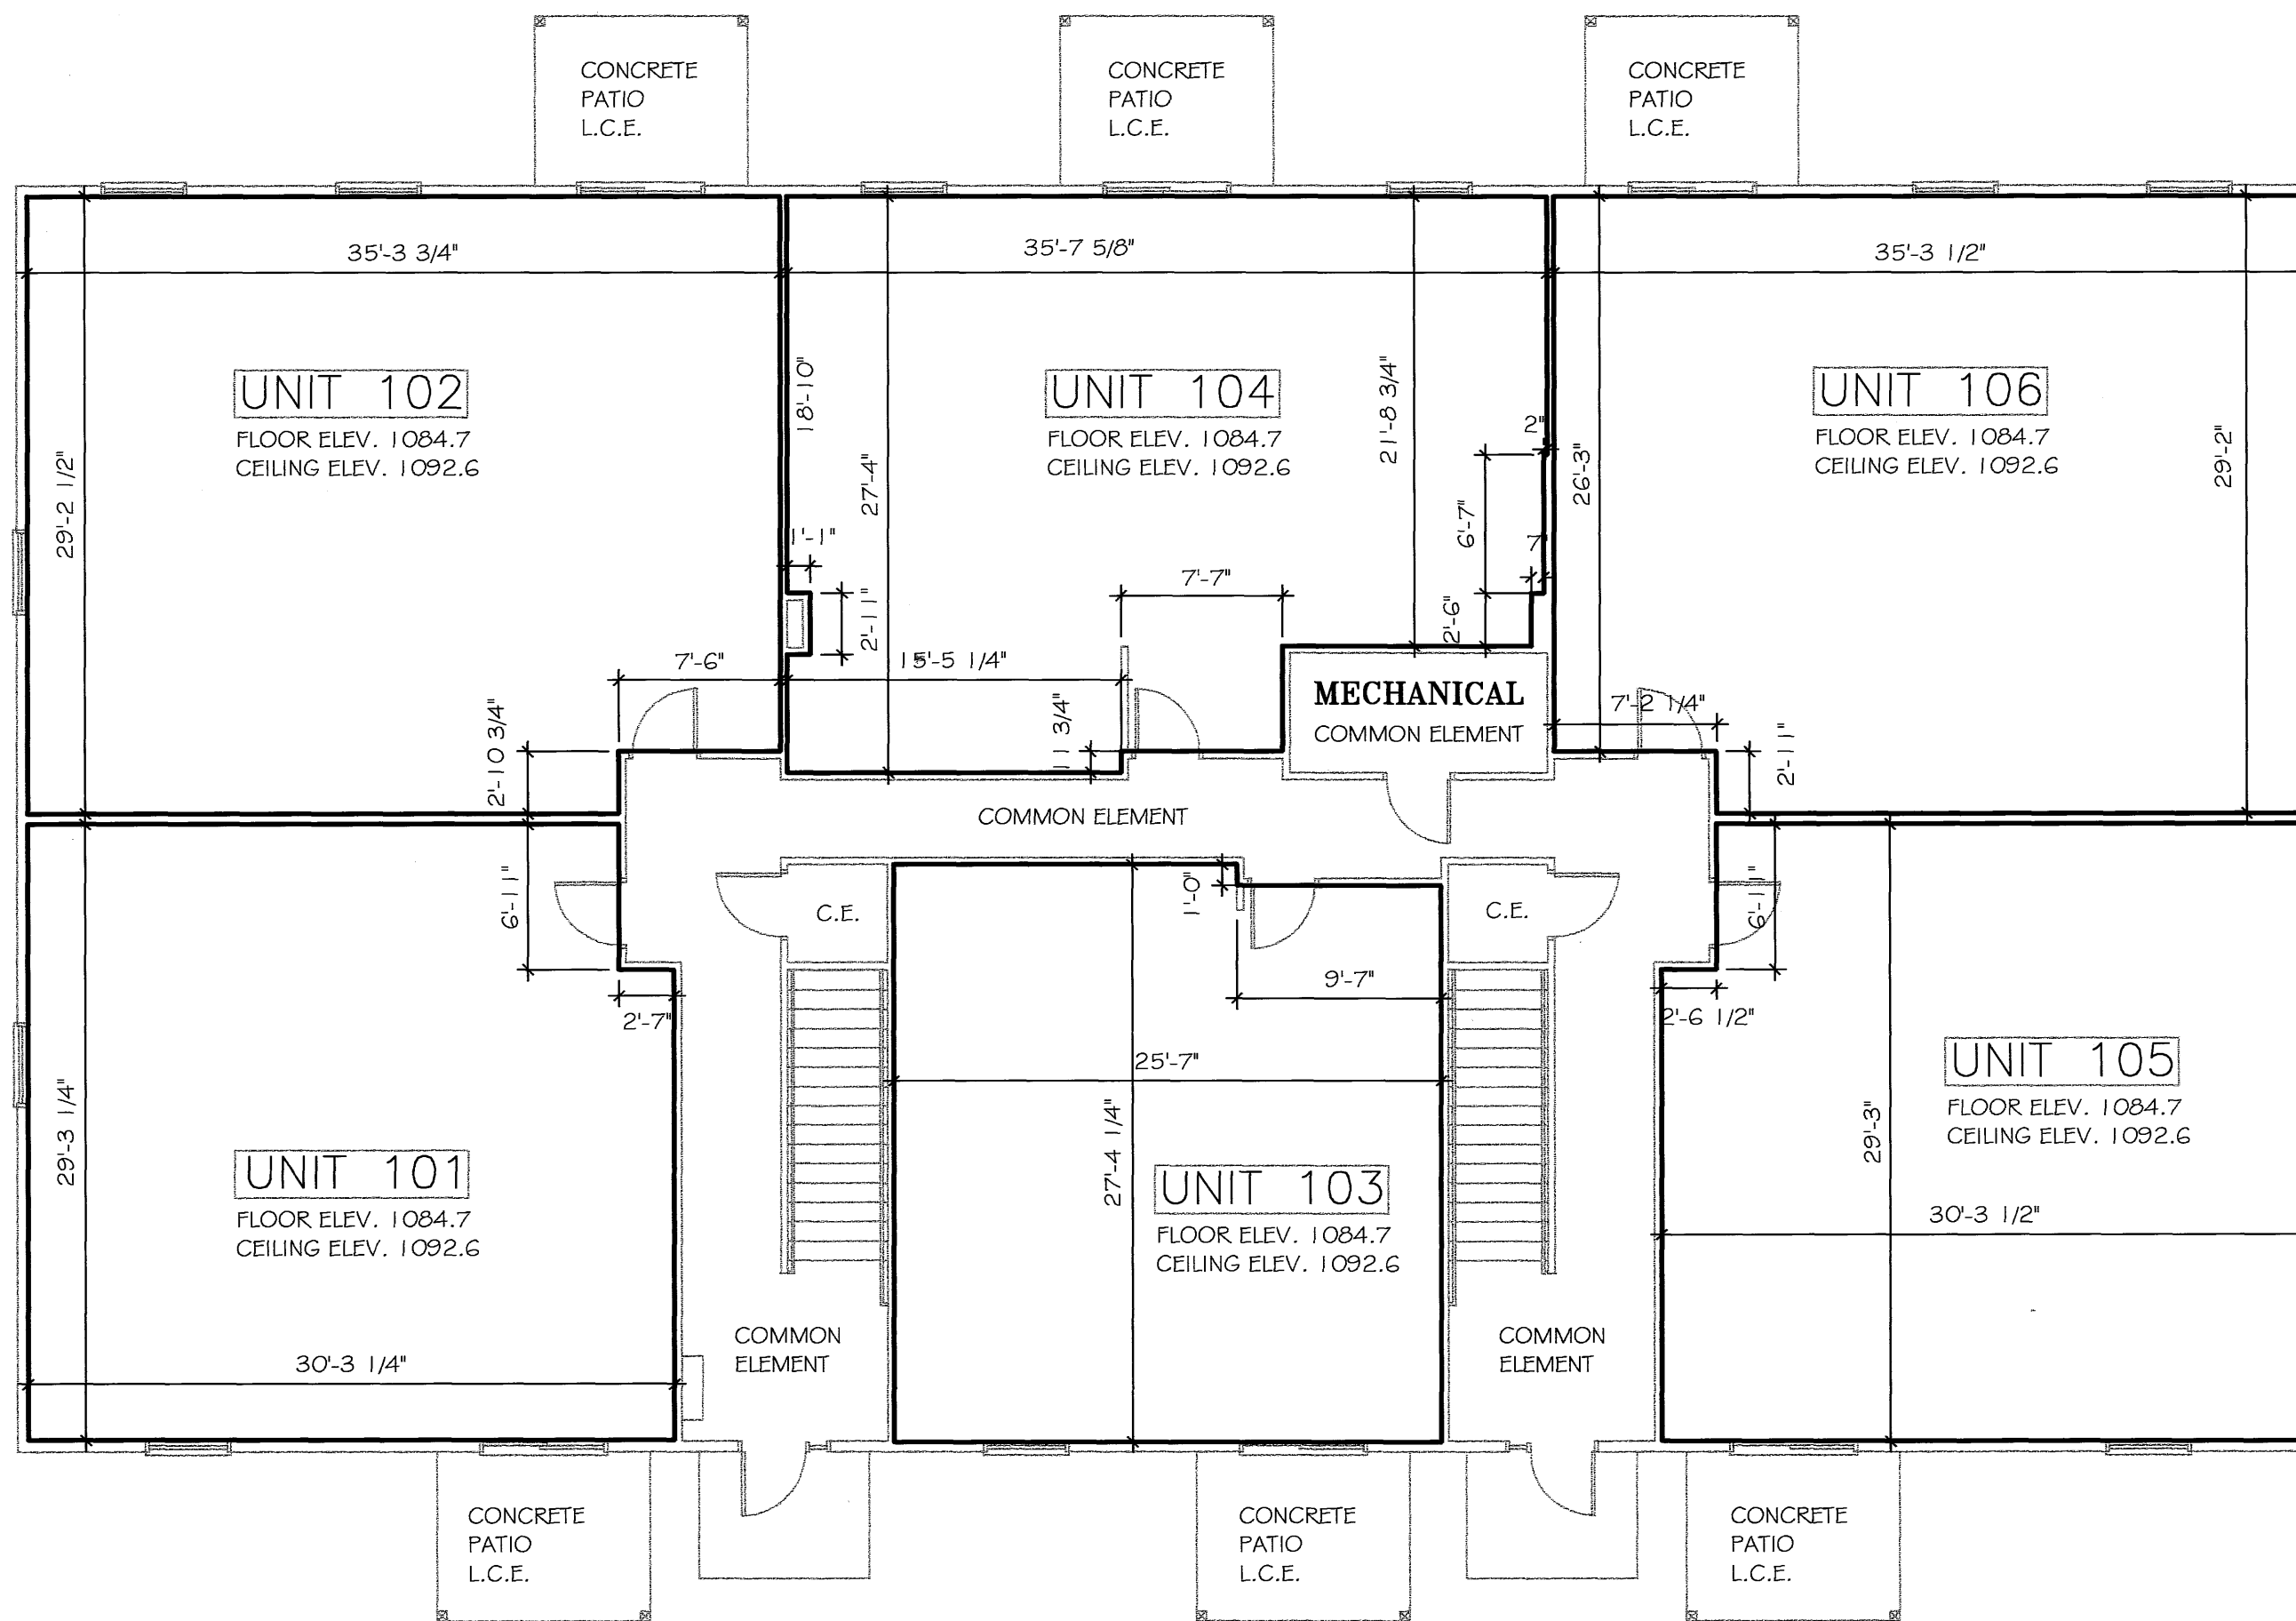 CONCRETE
PATIO
L.C.E.
CONCRETE
PATIO
L.C.E.
CONCRETE
PATIO
L.C.E.
35'-3 3/4"
35'-7 5/8"
35'-3 1/2"
UNIT 102
FLOOR ELEV. 1084.7
CEILING ELEV. 1092.6
29'-2 1/2"
18'-10"
27'-4"
UNIT 104
FLOOR ELEV. 1084.7
CEILING ELEV. 1092.6
21'-8 3/4"
2"
6'-7"
7"
26'-3"
UNIT 106
FLOOR ELEV. 1084.7
CEILING ELEV. 1092.6
29'-2"
1'-1"
2'-11"
7'-7"
2'-6"
7'-6"
15'-5 1/4"
2'-10 3/4"
11 3/4"
MECHANICAL
COMMON ELEMENT
7'-2 1/4"
2'-11"
COMMON ELEMENT
6'-11"
C.E.
1'-0"
C.E.
6'-11"
2'-7"
9'-7"
2'-6 1/2"
25'-7"
29'-3 1/4"
UNIT 101
FLOOR ELEV. 1084.7
CEILING ELEV. 1092.6
30'-3 1/4"
27'-4 1/4"
UNIT 103
FLOOR ELEV. 1084.7
CEILING ELEV. 1092.6
29'-3"
UNIT 105
FLOOR ELEV. 1084.7
CEILING ELEV. 1092.6
30'-3 1/2"
COMMON
ELEMENT
COMMON
ELEMENT
CONCRETE
PATIO
L.C.E.
CONCRETE
PATIO
L.C.E.
CONCRETE
PATIO
L.C.E.